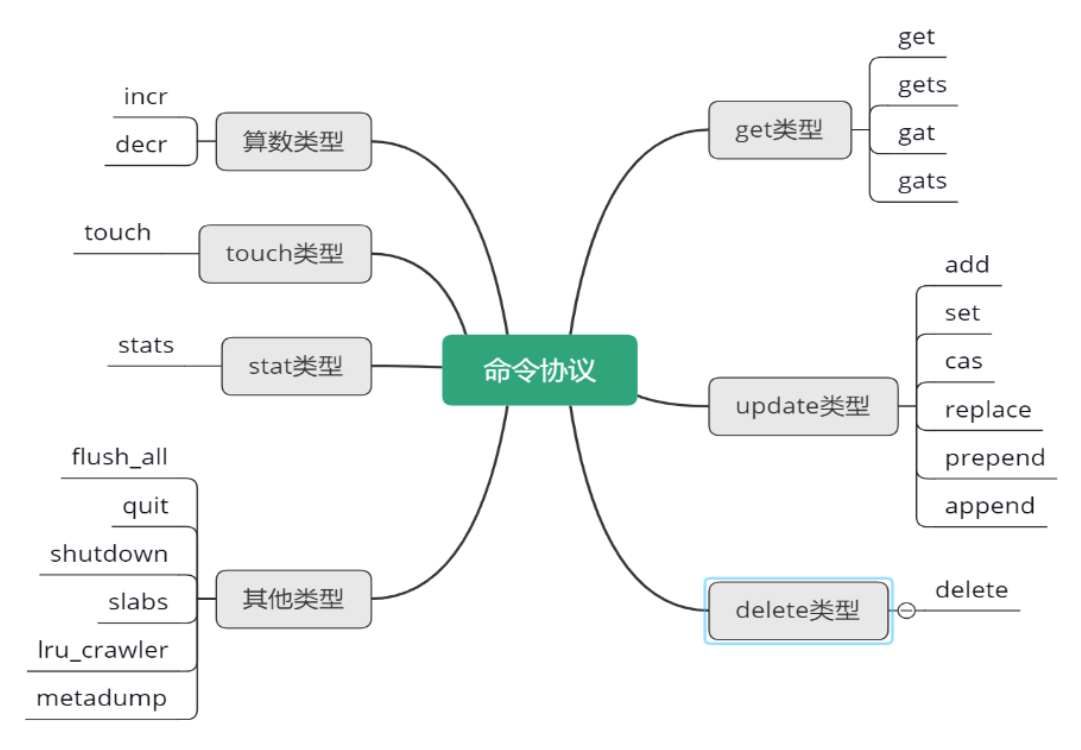 命令协议
get类型
get
gets
gat
gats
update类型
add
set
cas
replace
prepend
append
delete类型
delete
算数类型
incr
decr
touch类型
touch
stat类型
stats
其他类型
flush_all
quit
shutdown
slabs
lru_crawler
metadump